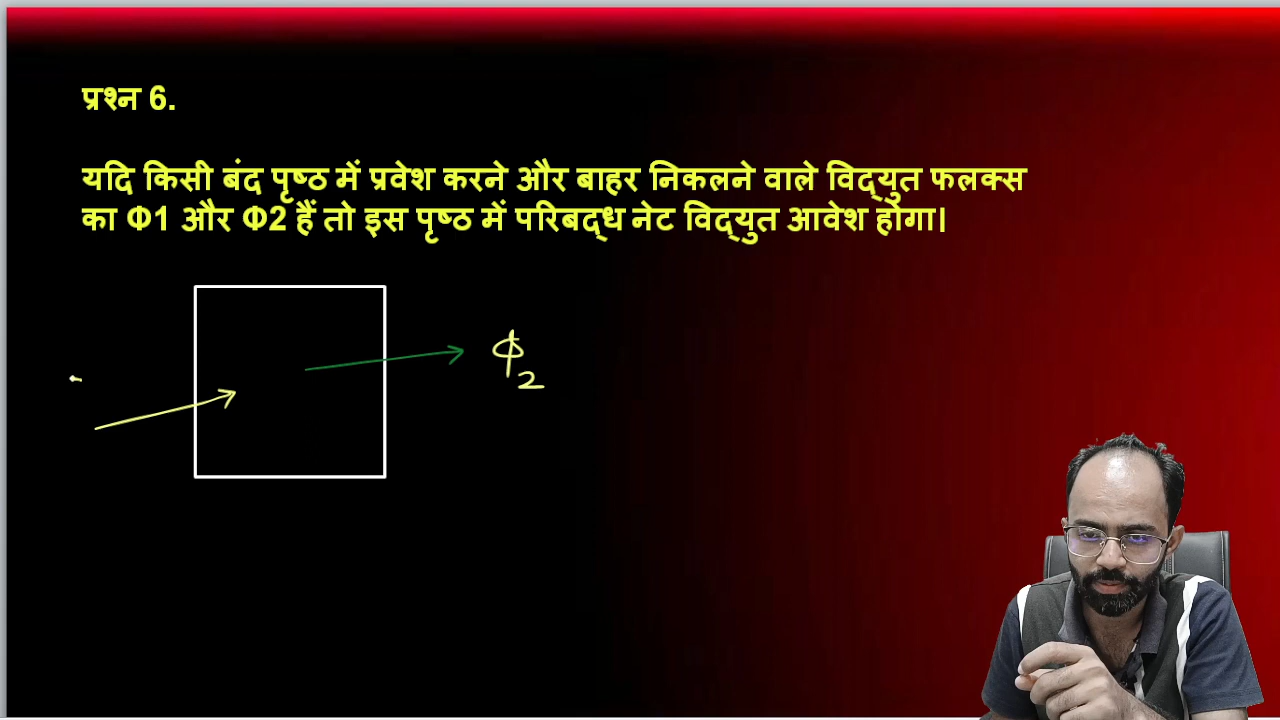 प्रश्न 6.
यदि किसी बंद पृष्ठ में प्रवेश करने और बाहर निकलने वाले विद्युत फलक्स
का Φ1 और Φ2 हैं तो इस पृष्ठ में परिबद्ध नेट विद्युत आवेश होगा।
ϕ₂